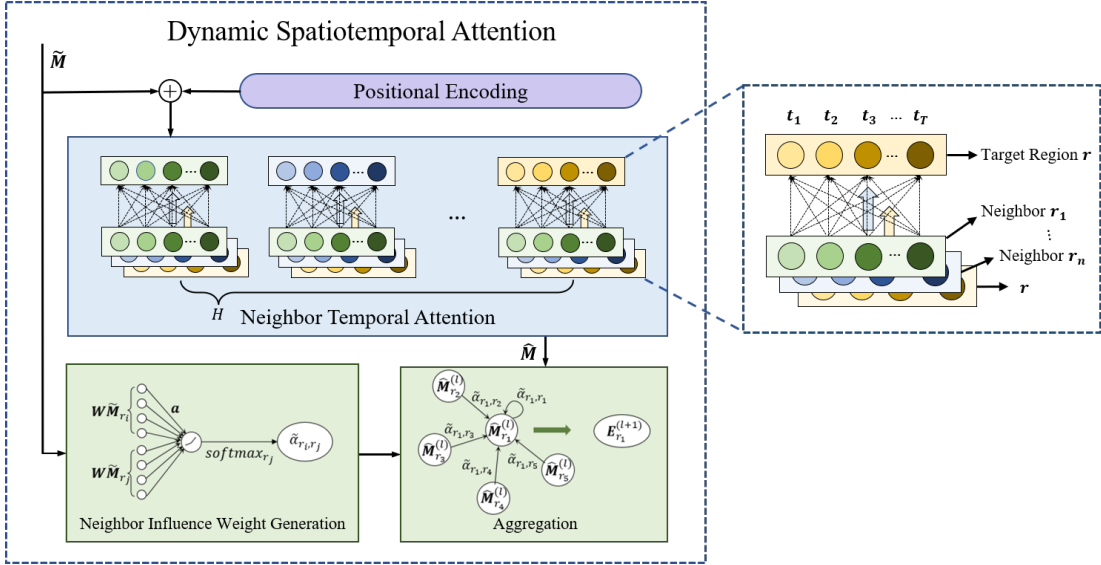 Dynamic Spatiotemporal Attention
M̃
+
Positional Encoding
...
...
...
...
H
Neighbor Temporal Attention
M̂
t₁ t₂ t₃ ... t_T
Target Region r
Neighbor r₁
⋮
Neighbor rₙ
r
WM̃_{r_i}
a
WM̃_{r_j}
softmax_{r_j}
α̃_{r_i,r_j}
Neighbor Influence Weight Generation
M̂_{r_2}^{(l)}
α̃_{r_1,r_2}
α̃_{r_1,r_1}
α̃_{r_1,r_3}
M̂_{r_1}^{(l)}
E_{r_1}^{(l+1)}
M̂_{r_3}^{(l)}
α̃_{r_1,r_4}
α̃_{r_1,r_5}
M̂_{r_5}^{(l)}
M̂_{r_4}^{(l)}
Aggregation